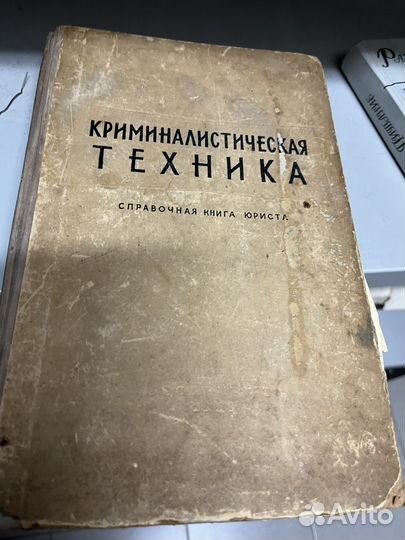 КРИМИНАЛИСТИЧЕСКАЯ
ТЕХНИКА
СПРАВОЧНАЯ КНИГА ЮРИСТА
Avito